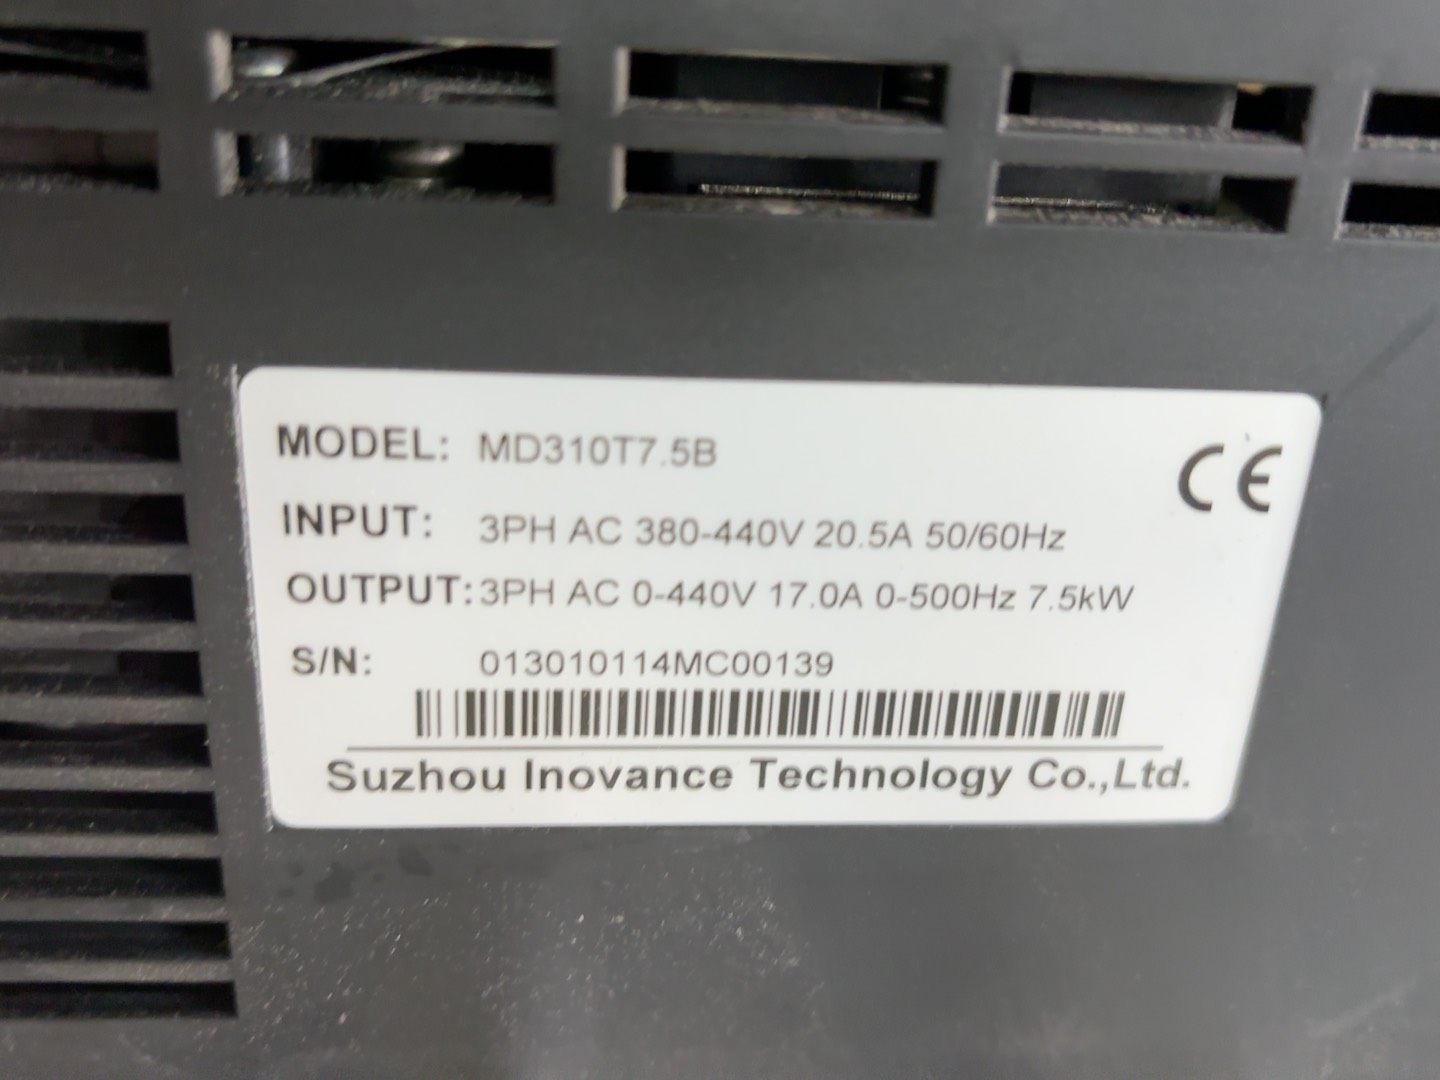 MODEL: MD310T7.5B CE
INPUT: 3PH AC 380-440V 20.5A 50/60Hz
OUTPUT: 3PH AC 0-440V 17.0A 0-500Hz 7.5kW
S/N: 013010114MC00139
Suzhou Inovance Technology Co.,Ltd.